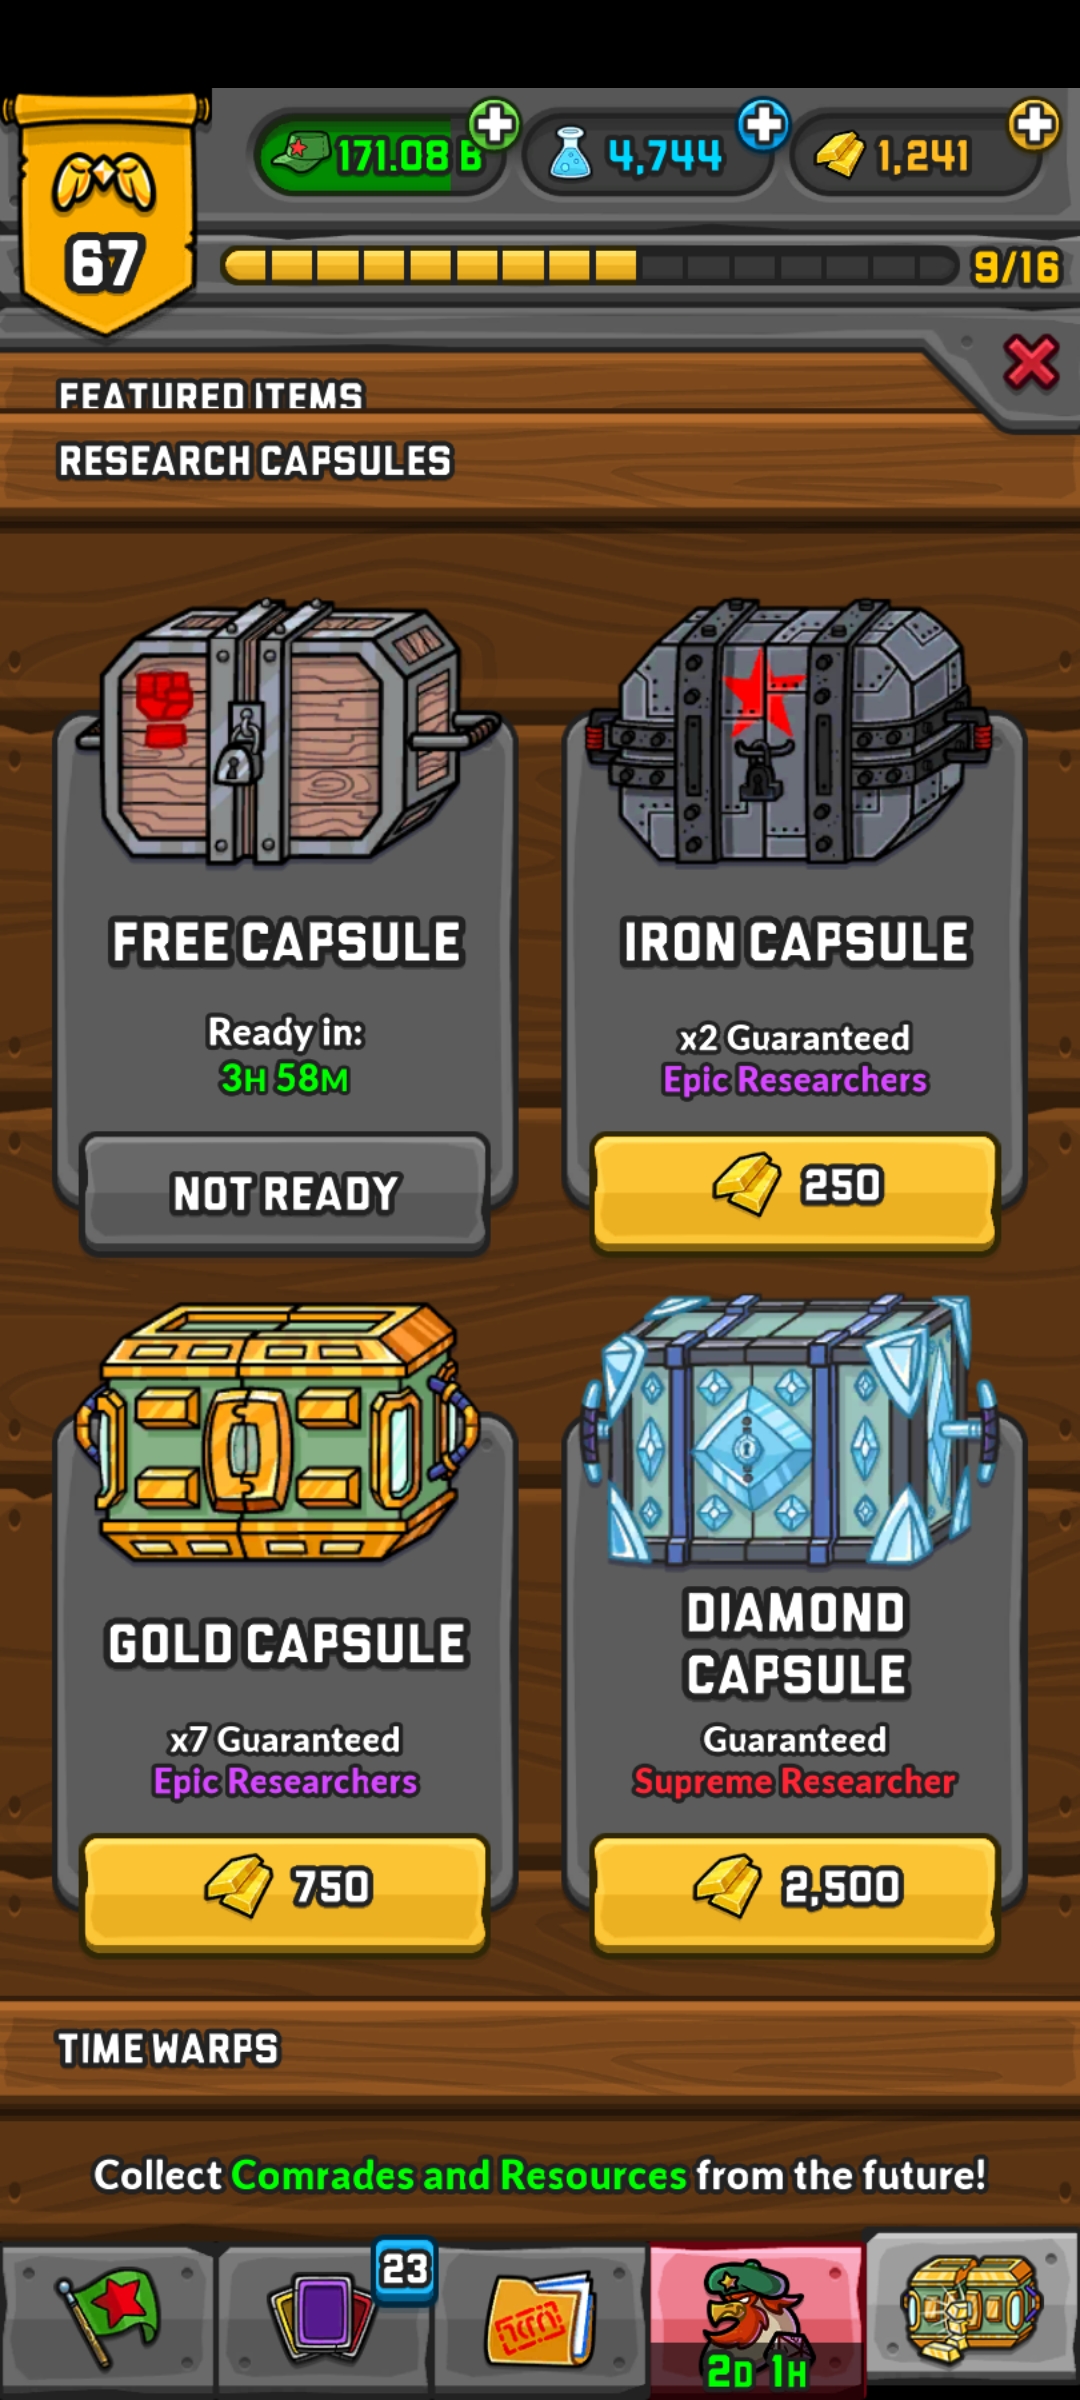 171.08 B
4,744
1,241
67
9/16
FEATURED ITEMS
RESEARCH CAPSULES
FREE CAPSULE
Ready in:
3H 58M
NOT READY
IRON CAPSULE
x2 Guaranteed
Epic Researchers
250
GOLD CAPSULE
x7 Guaranteed
Epic Researchers
750
DIAMOND
CAPSULE
Guaranteed
Supreme Researcher
2,500
TIME WARPS
Collect Comrades and Resources from the future!
23
2D 1H